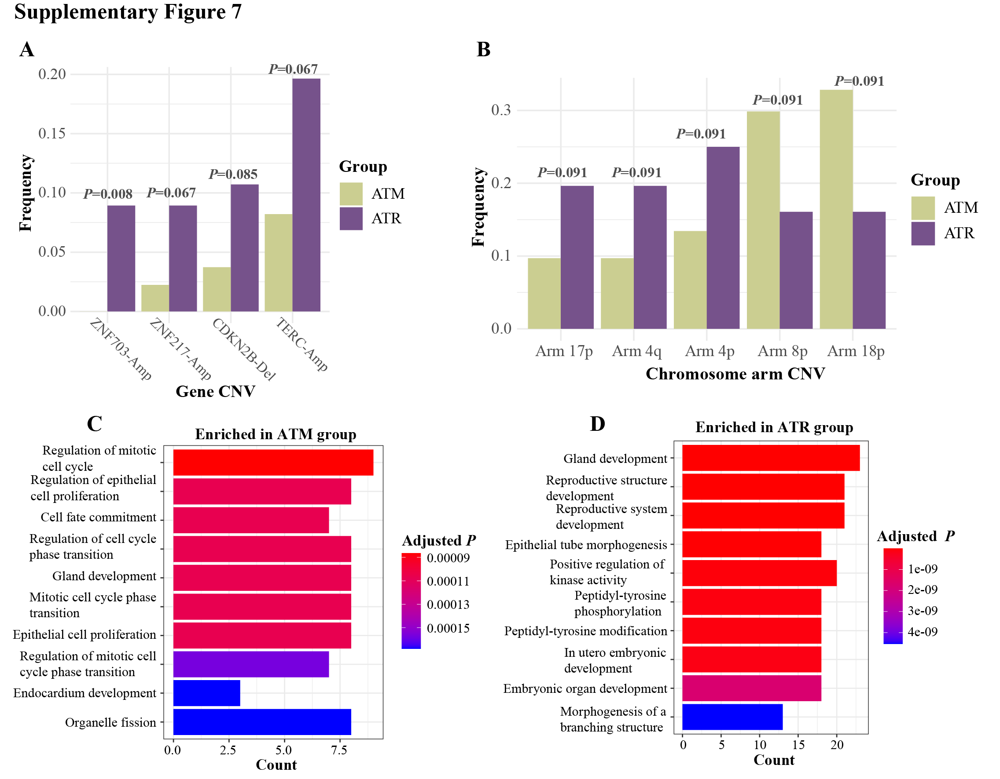 Supplementary Figure 7
A
P=0.067
0.20
0.15
0.10
0.05
0.00
P=0.085
P=0.008
P=0.067
Frequency
ZNF703-Amp
ZNF217-Amp
CDKN2B-Del
TERC-Amp
Gene CNV
Group
ATM
ATR
B
P=0.091
P=0.091
P=0.091
P=0.091
P=0.091
0.3
0.2
0.1
0.0
Frequency
Arm 17p
Arm 4q
Arm 4p
Arm 8p
Arm 18p
Chromosome arm CNV
Group
ATM
ATR
C
Enriched in ATM group
Regulation of mitotic
cell cycle
Regulation of epithelial
cell proliferation
Cell fate commitment
Regulation of cell cycle
phase transition
Gland development
Mitotic cell cycle phase
transition
Epithelial cell proliferation
Regulation of mitotic cell
cycle phase transition
Endocardium development
Organelle fission
0.0
2.5
5.0
7.5
Count
Adjusted P
0.00009
0.00011
0.00013
0.00015
D
Enriched in ATR group
Gland development
Reproductive structure
development
Reproductive system
development
Epithelial tube morphogenesis
Positive regulation of
kinase activity
Peptidyl-tyrosine
phosphorylation
Peptidyl-tyrosine modification
In utero embryonic
development
Embryonic organ development
Morphogenesis of a
branching structure
0
5
10
15
20
Count
Adjusted P
1e-09
2e-09
3e-09
4e-09